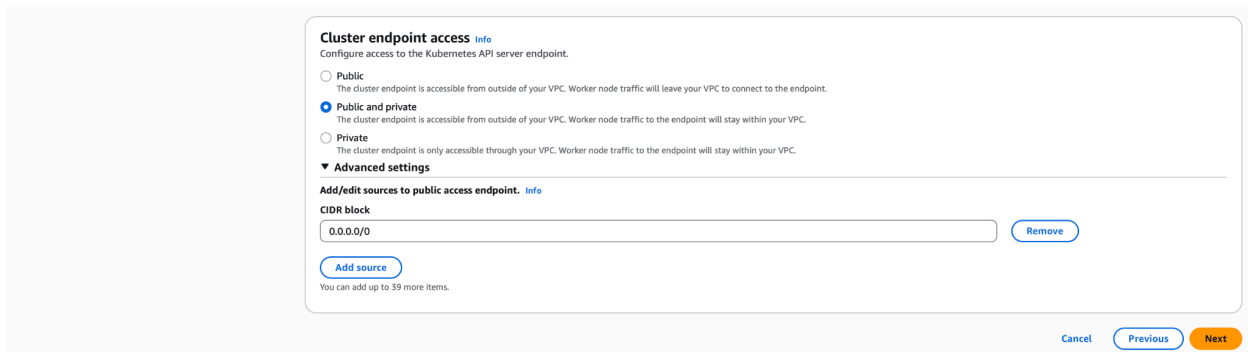 Cluster endpoint access Info
Configure access to the Kubernetes API server endpoint.
Public
The cluster endpoint is accessible from outside of your VPC. Worker node traffic will leave your VPC to connect to the endpoint.
Public and private
The cluster endpoint is accessible from outside of your VPC. Worker node traffic to the endpoint will stay within your VPC.
Private
The cluster endpoint is only accessible through your VPC. Worker node traffic to the endpoint will stay within your VPC.
Advanced settings
Add/edit sources to public access endpoint. Info
CIDR block
0.0.0.0/0 Remove
Add source
You can add up to 39 more items.
Cancel Previous Next